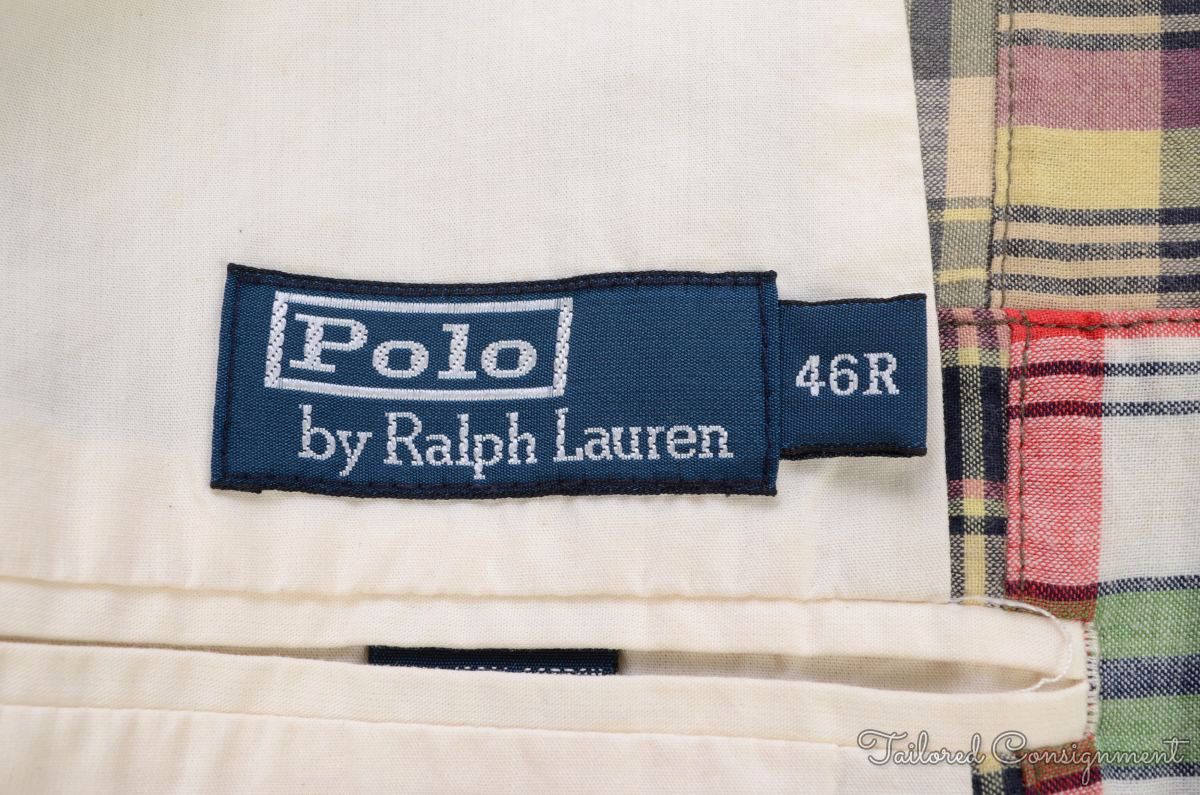 Polo
by Ralph Lauren
46R
Tailored Consignment